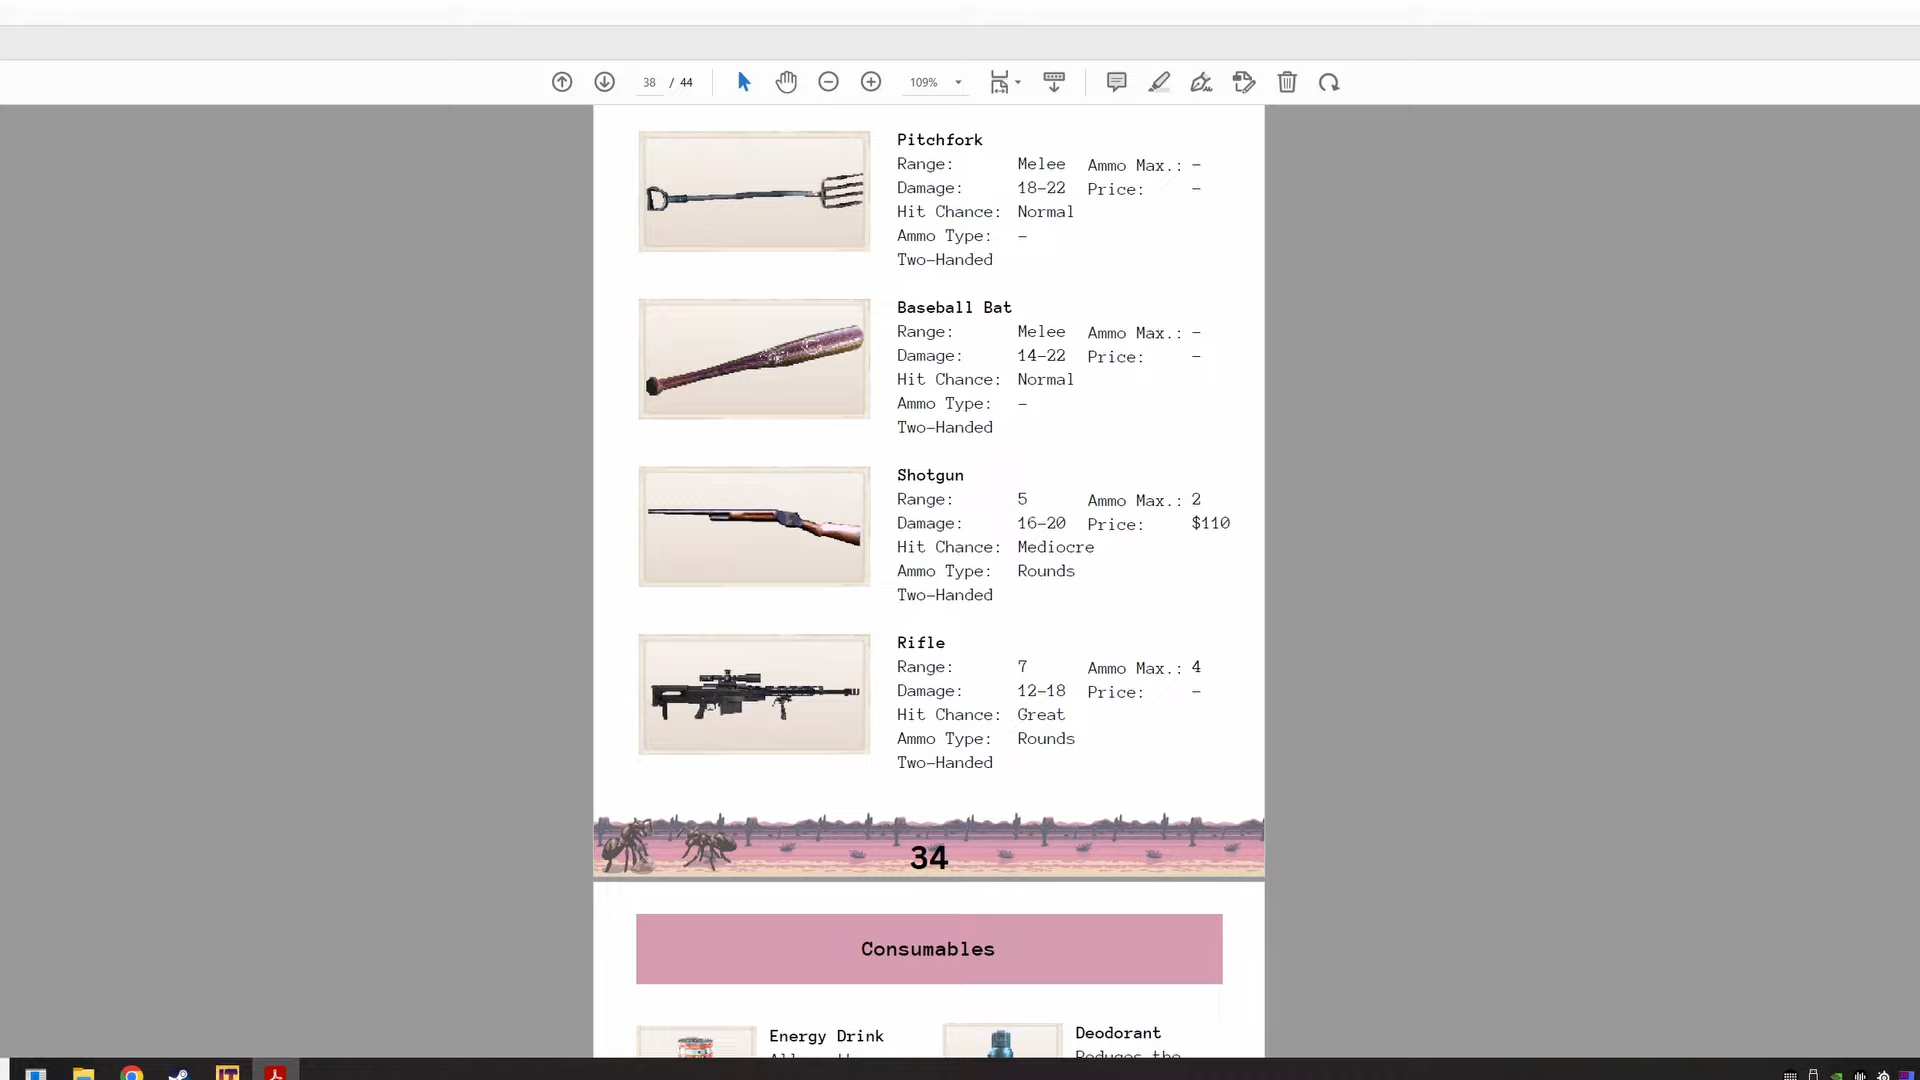 38 / 44
109%
Pitchfork
Range: Melee Ammo Max.: -
Damage: 18-22 Price: -
Hit Chance: Normal
Ammo Type: -
Two-Handed
Baseball Bat
Range: Melee Ammo Max.: -
Damage: 14-22 Price: -
Hit Chance: Normal
Ammo Type: -
Two-Handed
Shotgun
Range: 5 Ammo Max.: 2
Damage: 16-20 Price: $110
Hit Chance: Mediocre
Ammo Type: Rounds
Two-Handed
Rifle
Range: 7 Ammo Max.: 4
Damage: 12-18 Price: -
Hit Chance: Great
Ammo Type: Rounds
Two-Handed
34
Consumables
Energy Drink
Deodorant
Reduces the